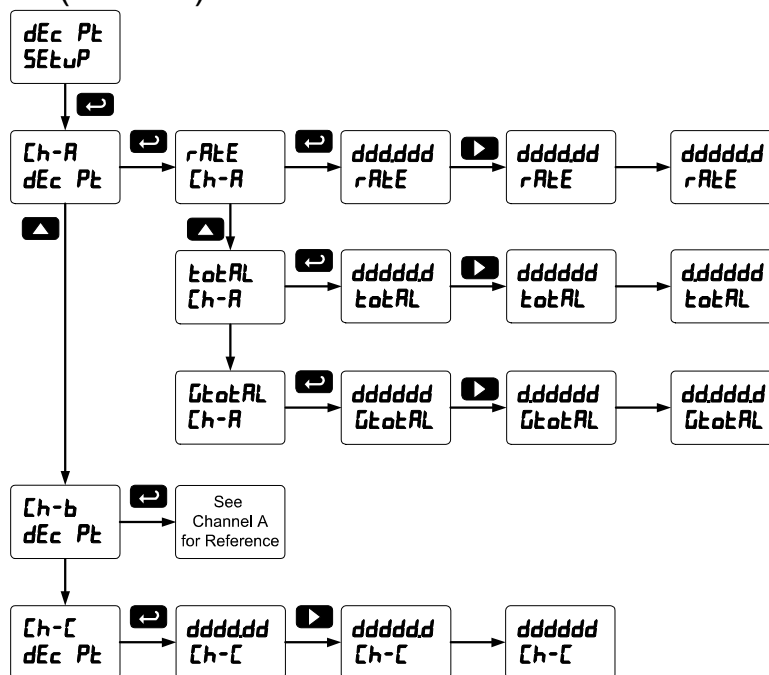 dEc Pt
SEtuP
Ch-A
dEc Pt
rAtE
Ch-A
ddd.ddd
rAtE
dddd.dd
rAtE
ddddd.d
rAtE
totAL
Ch-A
ddddd.d
totAL
dddddd
totAL
d.ddddd
totAL
GtotAL
Ch-A
dddddd
GtotAL
d.ddddd
GtotAL
dd.ddd.d
GtotAL
Ch-b
dEc Pt
See
Channel A
for Reference
Ch-C
dEc Pt
dddd.dd
Ch-C
ddddd.d
Ch-C
dddddd
Ch-C